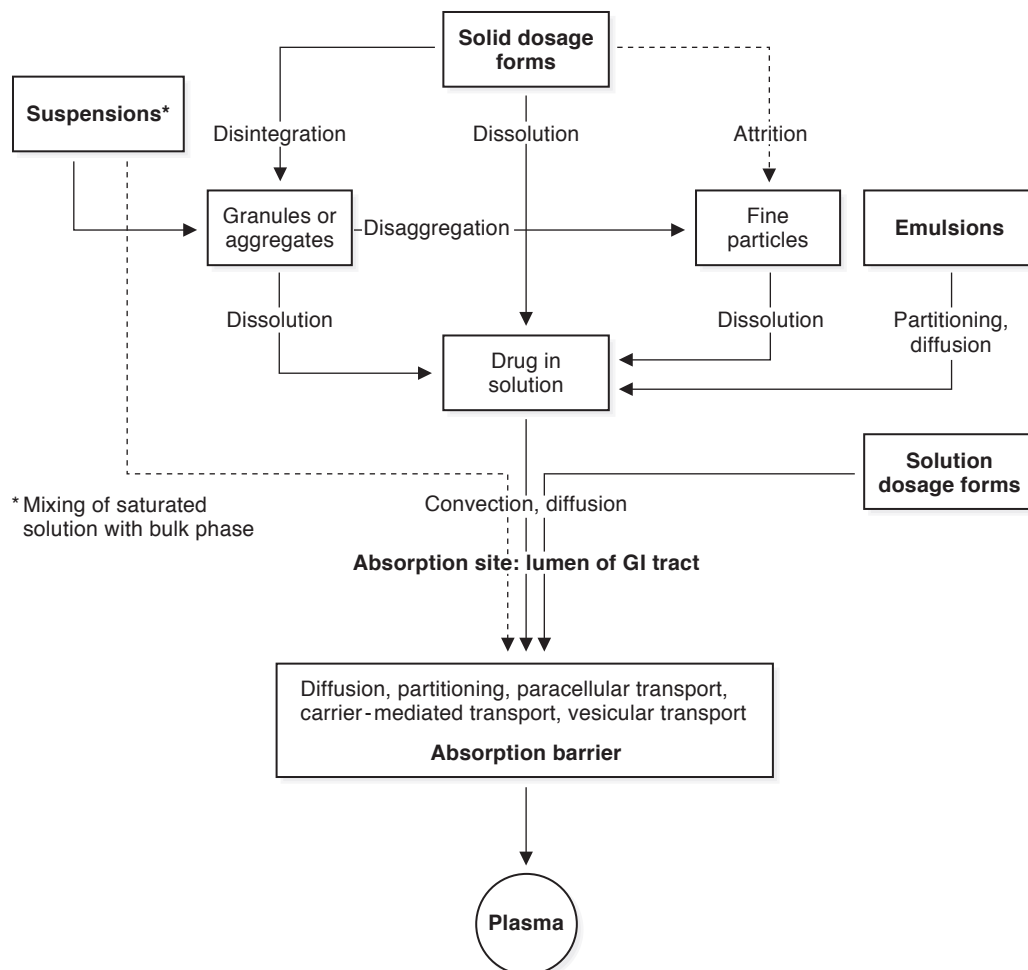 Solid dosage
forms
Suspensions*
Disintegration
Dissolution
Attrition
Granules or
aggregates
Disaggregation
Fine
particles
Emulsions
Dissolution
Dissolution
Partitioning,
diffusion
Drug in
solution
Solution
dosage forms
* Mixing of saturated
solution with bulk phase
Convection, diffusion
Absorption site: lumen of GI tract
Diffusion, partitioning, paracellular transport,
carrier-mediated transport, vesicular transport
Absorption barrier
Plasma